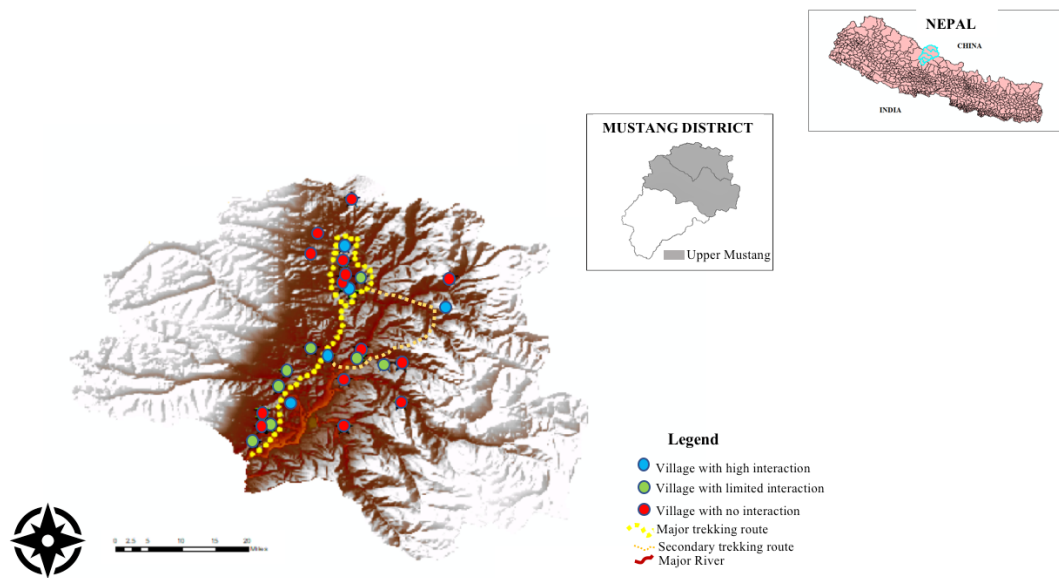 NEPAL
CHINA
INDIA
MUSTANG DISTRICT
Upper Mustang
Legend
Village with high interaction
Village with limited interaction
Village with no interaction
Major trekking route
Secondary trekking route
Major River
0 2.5 5 10 15 20
Miles